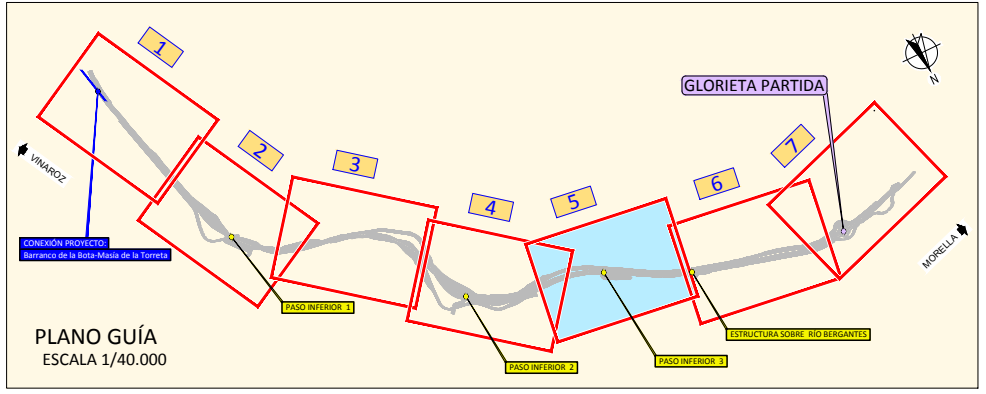 1
2
3
4
5
6
7
GLORIETA PARTIDA
N
VINAROZ
MORELLA
CONEXIÓN PROYECTO:
Barranco de la Bota-Masía de la Torreta
PASO INFERIOR 1
PASO INFERIOR 2
PASO INFERIOR 3
ESTRUCTURA SOBRE RÍO BERGANTES
PLANO GUÍA
ESCALA 1/40.000